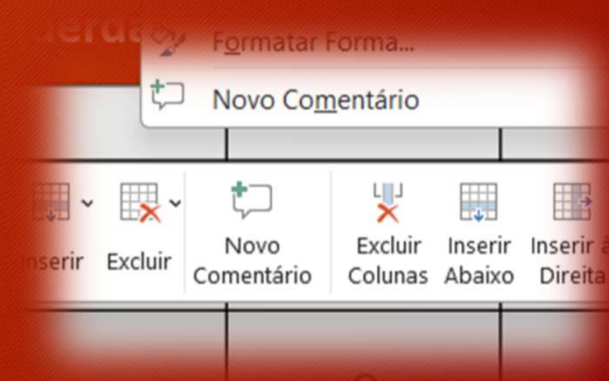 Formatar Forma...
Novo Comentário
Excluir
Novo
Comentário
Excluir
Colunas
Inserir
Abaixo
Inserir
Direita